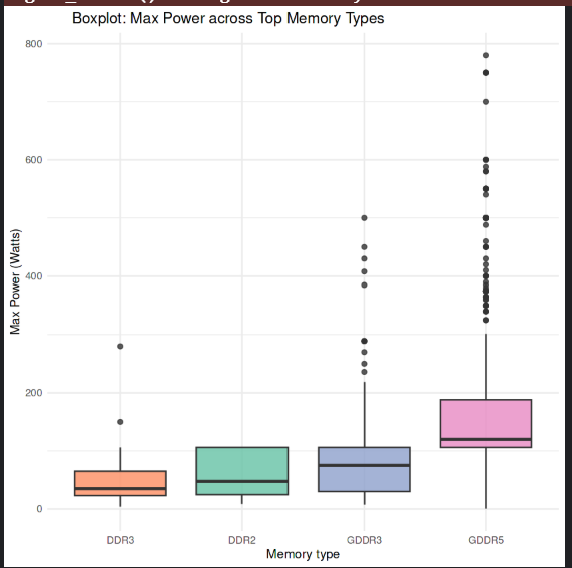 Boxplot: Max Power across Top Memory Types
800
600
400
200
0
Max Power (Watts)
DDR3 DDR2 GDDR3 GDDR5
Memory type